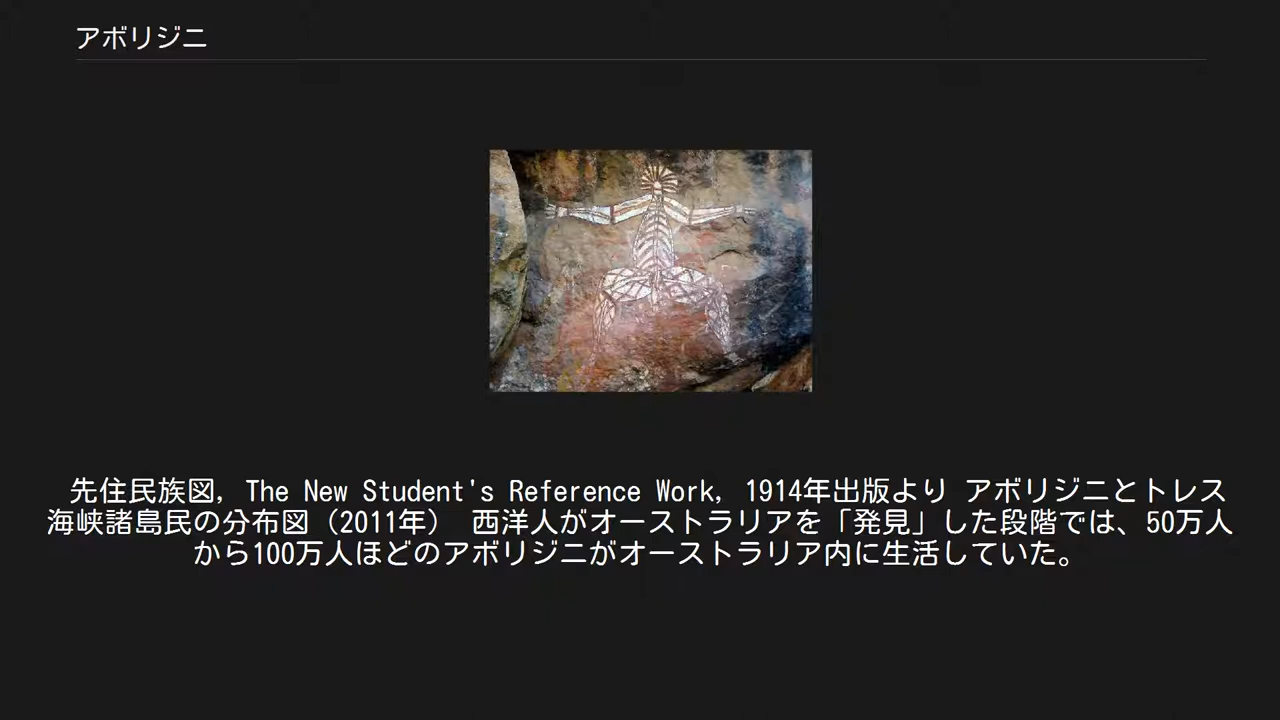 アボリジニ
先住民族図, The New Student's Reference Work, 1914年出版より アボリジニとトレス
海峡諸島民の分布図（2011年） 西洋人がオーストラリアを「発見」した段階では、50万人
から100万人ほどのアボリジニがオーストラリア内に生活していた。